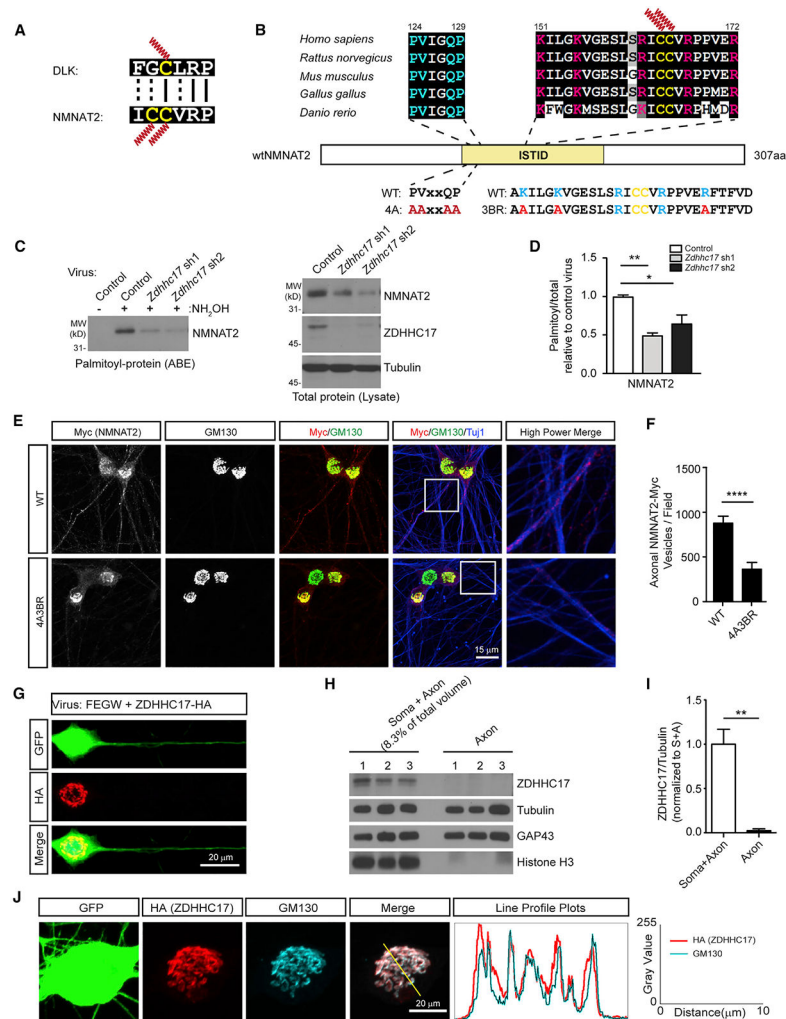 A
DLK:
FGCLRP
NMNAT2:
ICCVRP
B
124 129 151 172
Homo sapiens PVIGQP KILGKVGESLSRICCVRPPVER
Rattus norvegicus PVIGQP KILGKVGESLSRICCVRPPVER
Mus musculus PVIGQP KILGKVGESLGRICCVRPPVER
Gallus gallus PVIGQP KILGKVGESLSRICCVRPPMER
Danio rerio PVIGQP KFWGKMSESLGKICCVRPHMDR
wtNMNAT2 ISTID 307aa
WT: PVxxQP WT: AKILGKVGESLSRICCVRPPVERFTFVD
4A: AAxxAA 3BR: AAILGAVGESLSRICCVRPPVEAFTFVD
C
Virus:
Control
Control
Zdhhc17 sh1
Zdhhc17 sh2
- + + + :NH2OH
MW
(kD)
31-
NMNAT2
Palmitoyl-protein (ABE)
Control
Zdhhc17 sh1
Zdhhc17 sh2
MW
(kD)
31-
NMNAT2
45-
ZDHHC17
45-
Tubulin
Total protein (Lysate)
D
Control
Zdhhc17 sh1
Zdhhc17 sh2
**
*
Palmitoyl/total
relative to control virus
1.5
1.0
0.5
0.0
NMNAT2
E
Myc (NMNAT2) GM130 Myc/GM130 Myc/GM130/Tuj1 High Power Merge
WT
4A3BR
15 µm
F
Axonal NMNAT2-Myc
Vesicles / Field
1500
1000
500
0
****
WT
4A3BR
G
Virus: FEGW + ZDHHC17-HA
GFP
HA
Merge
20 µm
H
Soma + Axon
(8.3% of total volume)
Axon
1 2 3 1 2 3
ZDHHC17
Tubulin
GAP43
Histone H3
I
ZDHHC17/Tubulin
(normalized to S+A)
1.5
1.0
0.5
0.0
**
Soma+Axon
Axon
J
GFP HA (ZDHHC17) GM130 Merge Line Profile Plots
20 µm
255
Gray Value
0
HA (ZDHHC17)
GM130
0 10
Distance(µm)